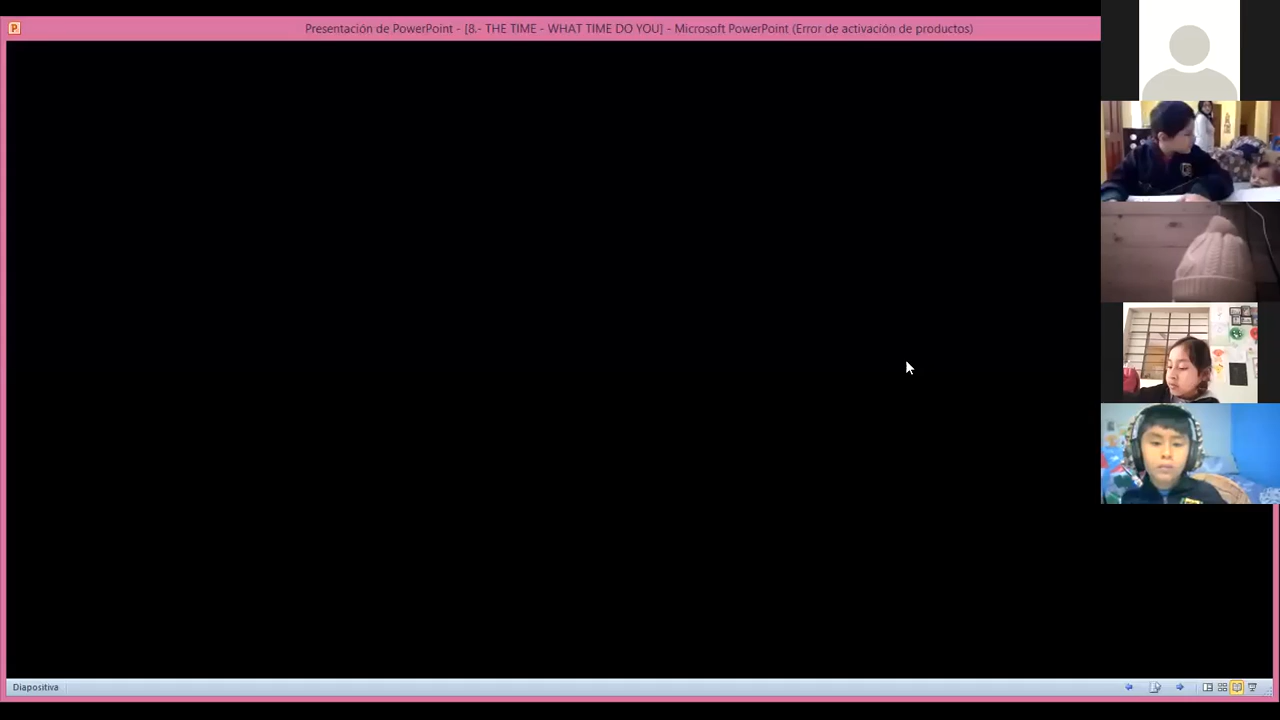 Presentación de PowerPoint - [8.- THE TIME - WHAT TIME DO YOU] - Microsoft PowerPoint (Error de activación de productos)
Diapositiva